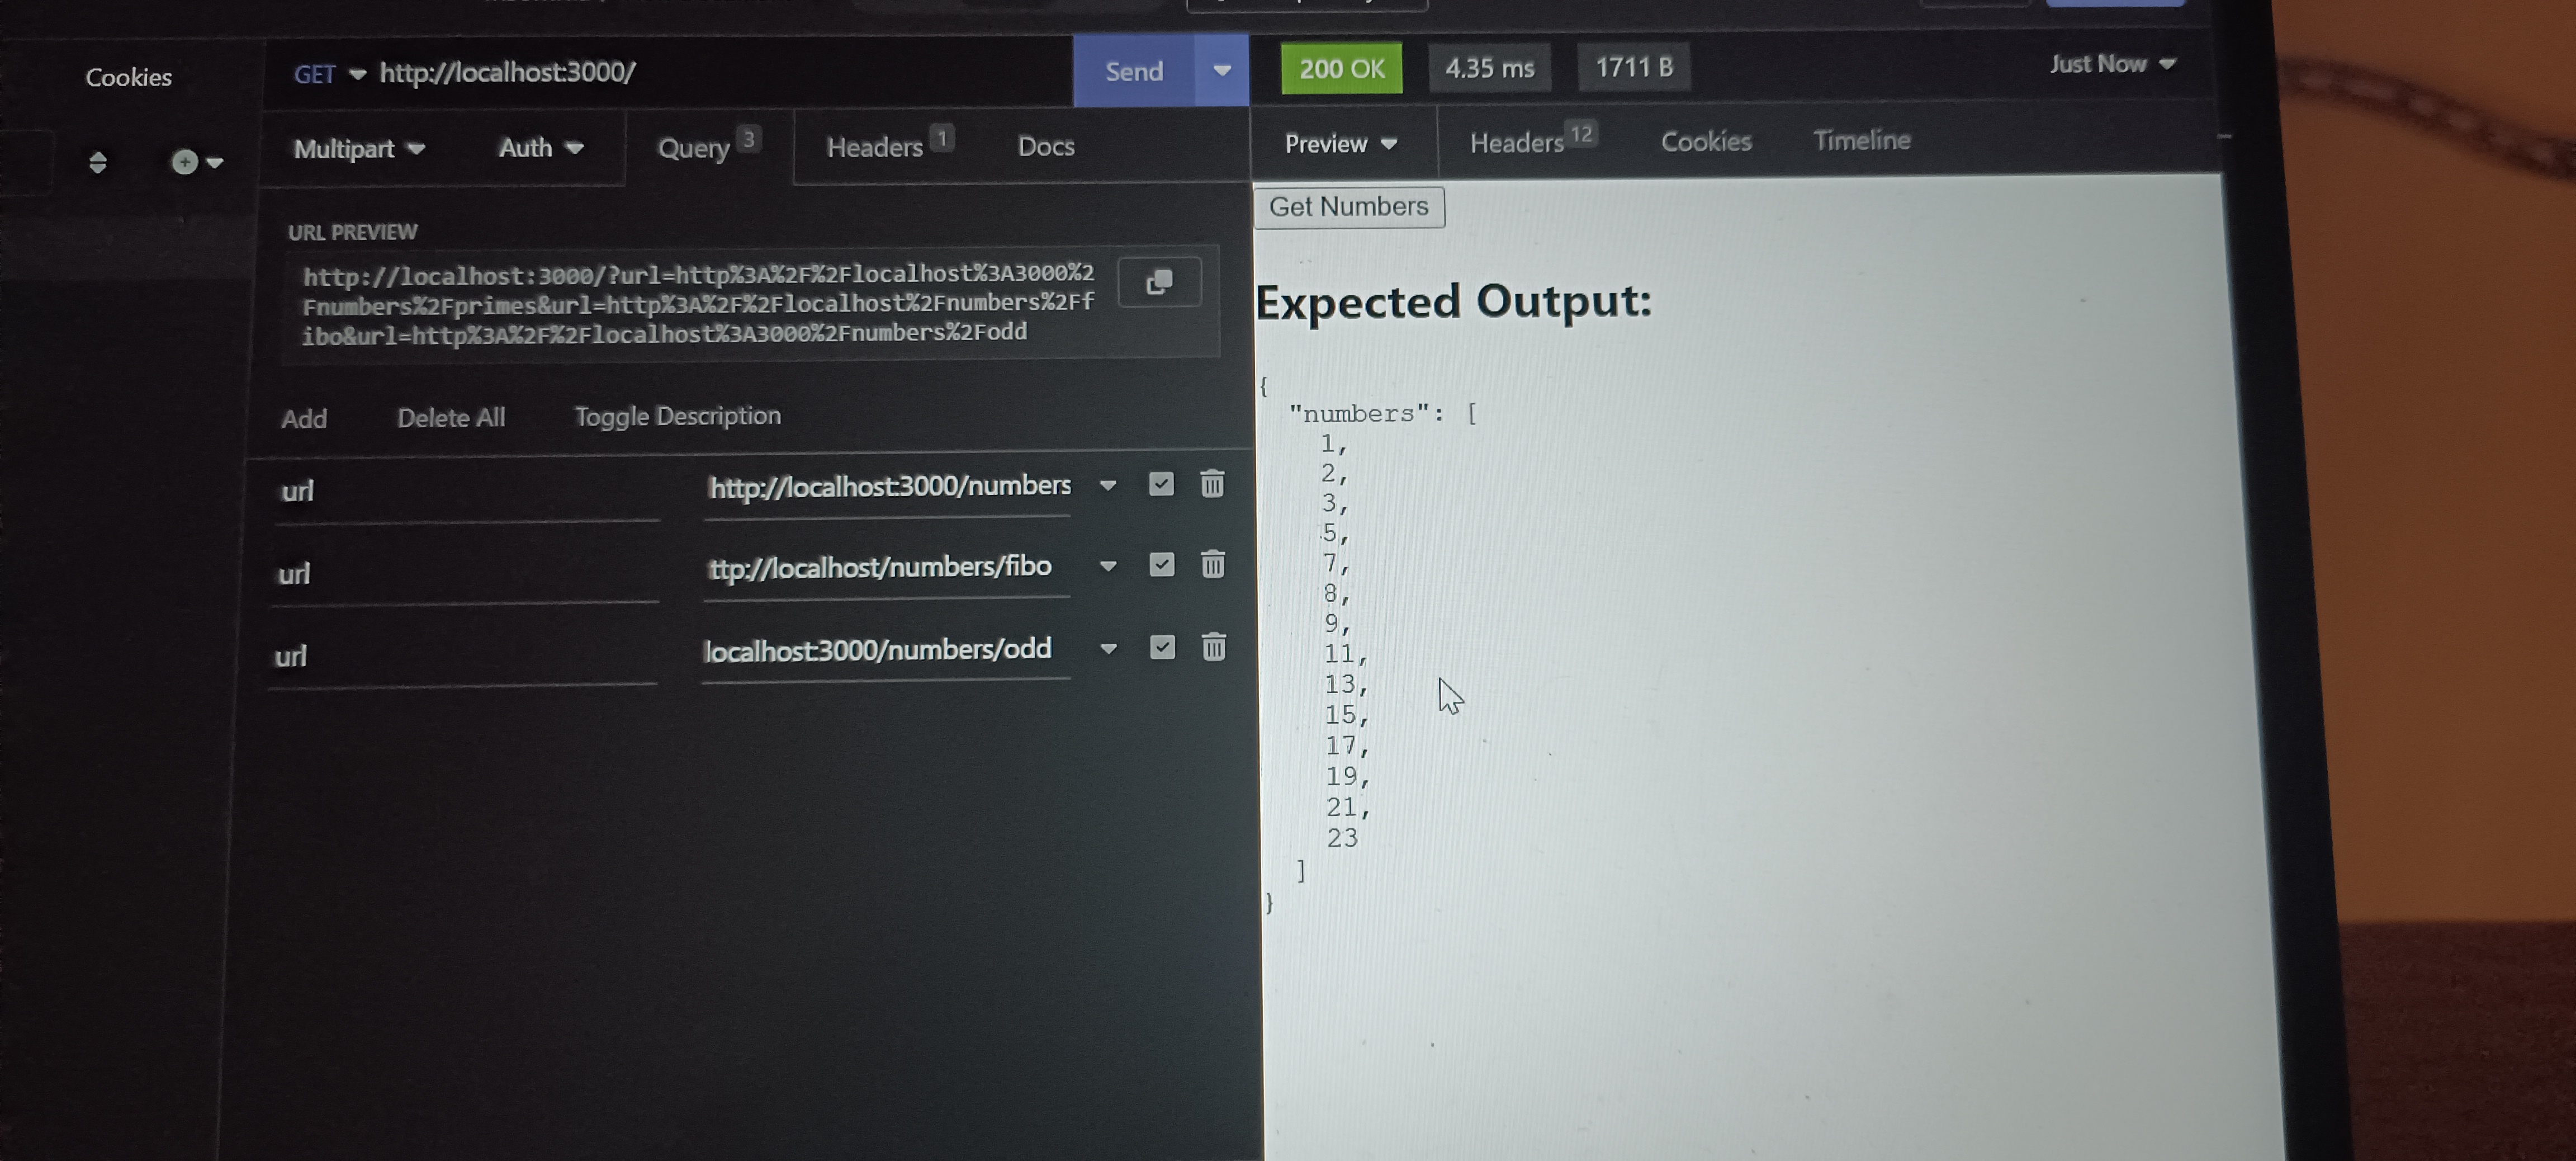 Cookies
GET http://localhost:3000/
Send
200 OK 4.35 ms 1711 B Just Now
Multipart Auth Query 3 Headers 1 Docs
Preview Headers 12 Cookies Timeline
URL PREVIEW
http://localhost:3000/?url=http%3A%2F%2Flocalhost%3A3000%2
Fnumbers%2Fprimes&url=http%3A%2F%2Flocalhost%2Fnumbers%2Ff
ibo&url=http%3A%2F%2Flocalhost%3A3000%2Fnumbers%2Fodd
Add Delete All Toggle Description
url http://localhost:3000/numbers
url ttp://localhost/numbers/fibo
url localhost:3000/numbers/odd
Get Numbers
Expected Output:
{
"numbers": [
1,
2,
3,
5,
7,
8,
9,
11,
13,
15,
17,
19,
21,
23
]
}